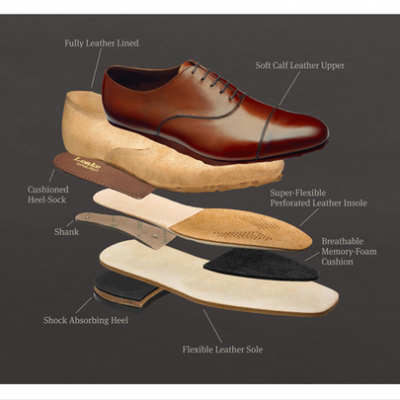 Fully Leather Lined
Soft Calf Leather Upper
Loake
Cushioned
Heel-Sock
Super-Flexible
Perforated Leather Insole
Shank
Breathable
Memory-Foam
Cushion
Shock Absorbing Heel
Flexible Leather Sole